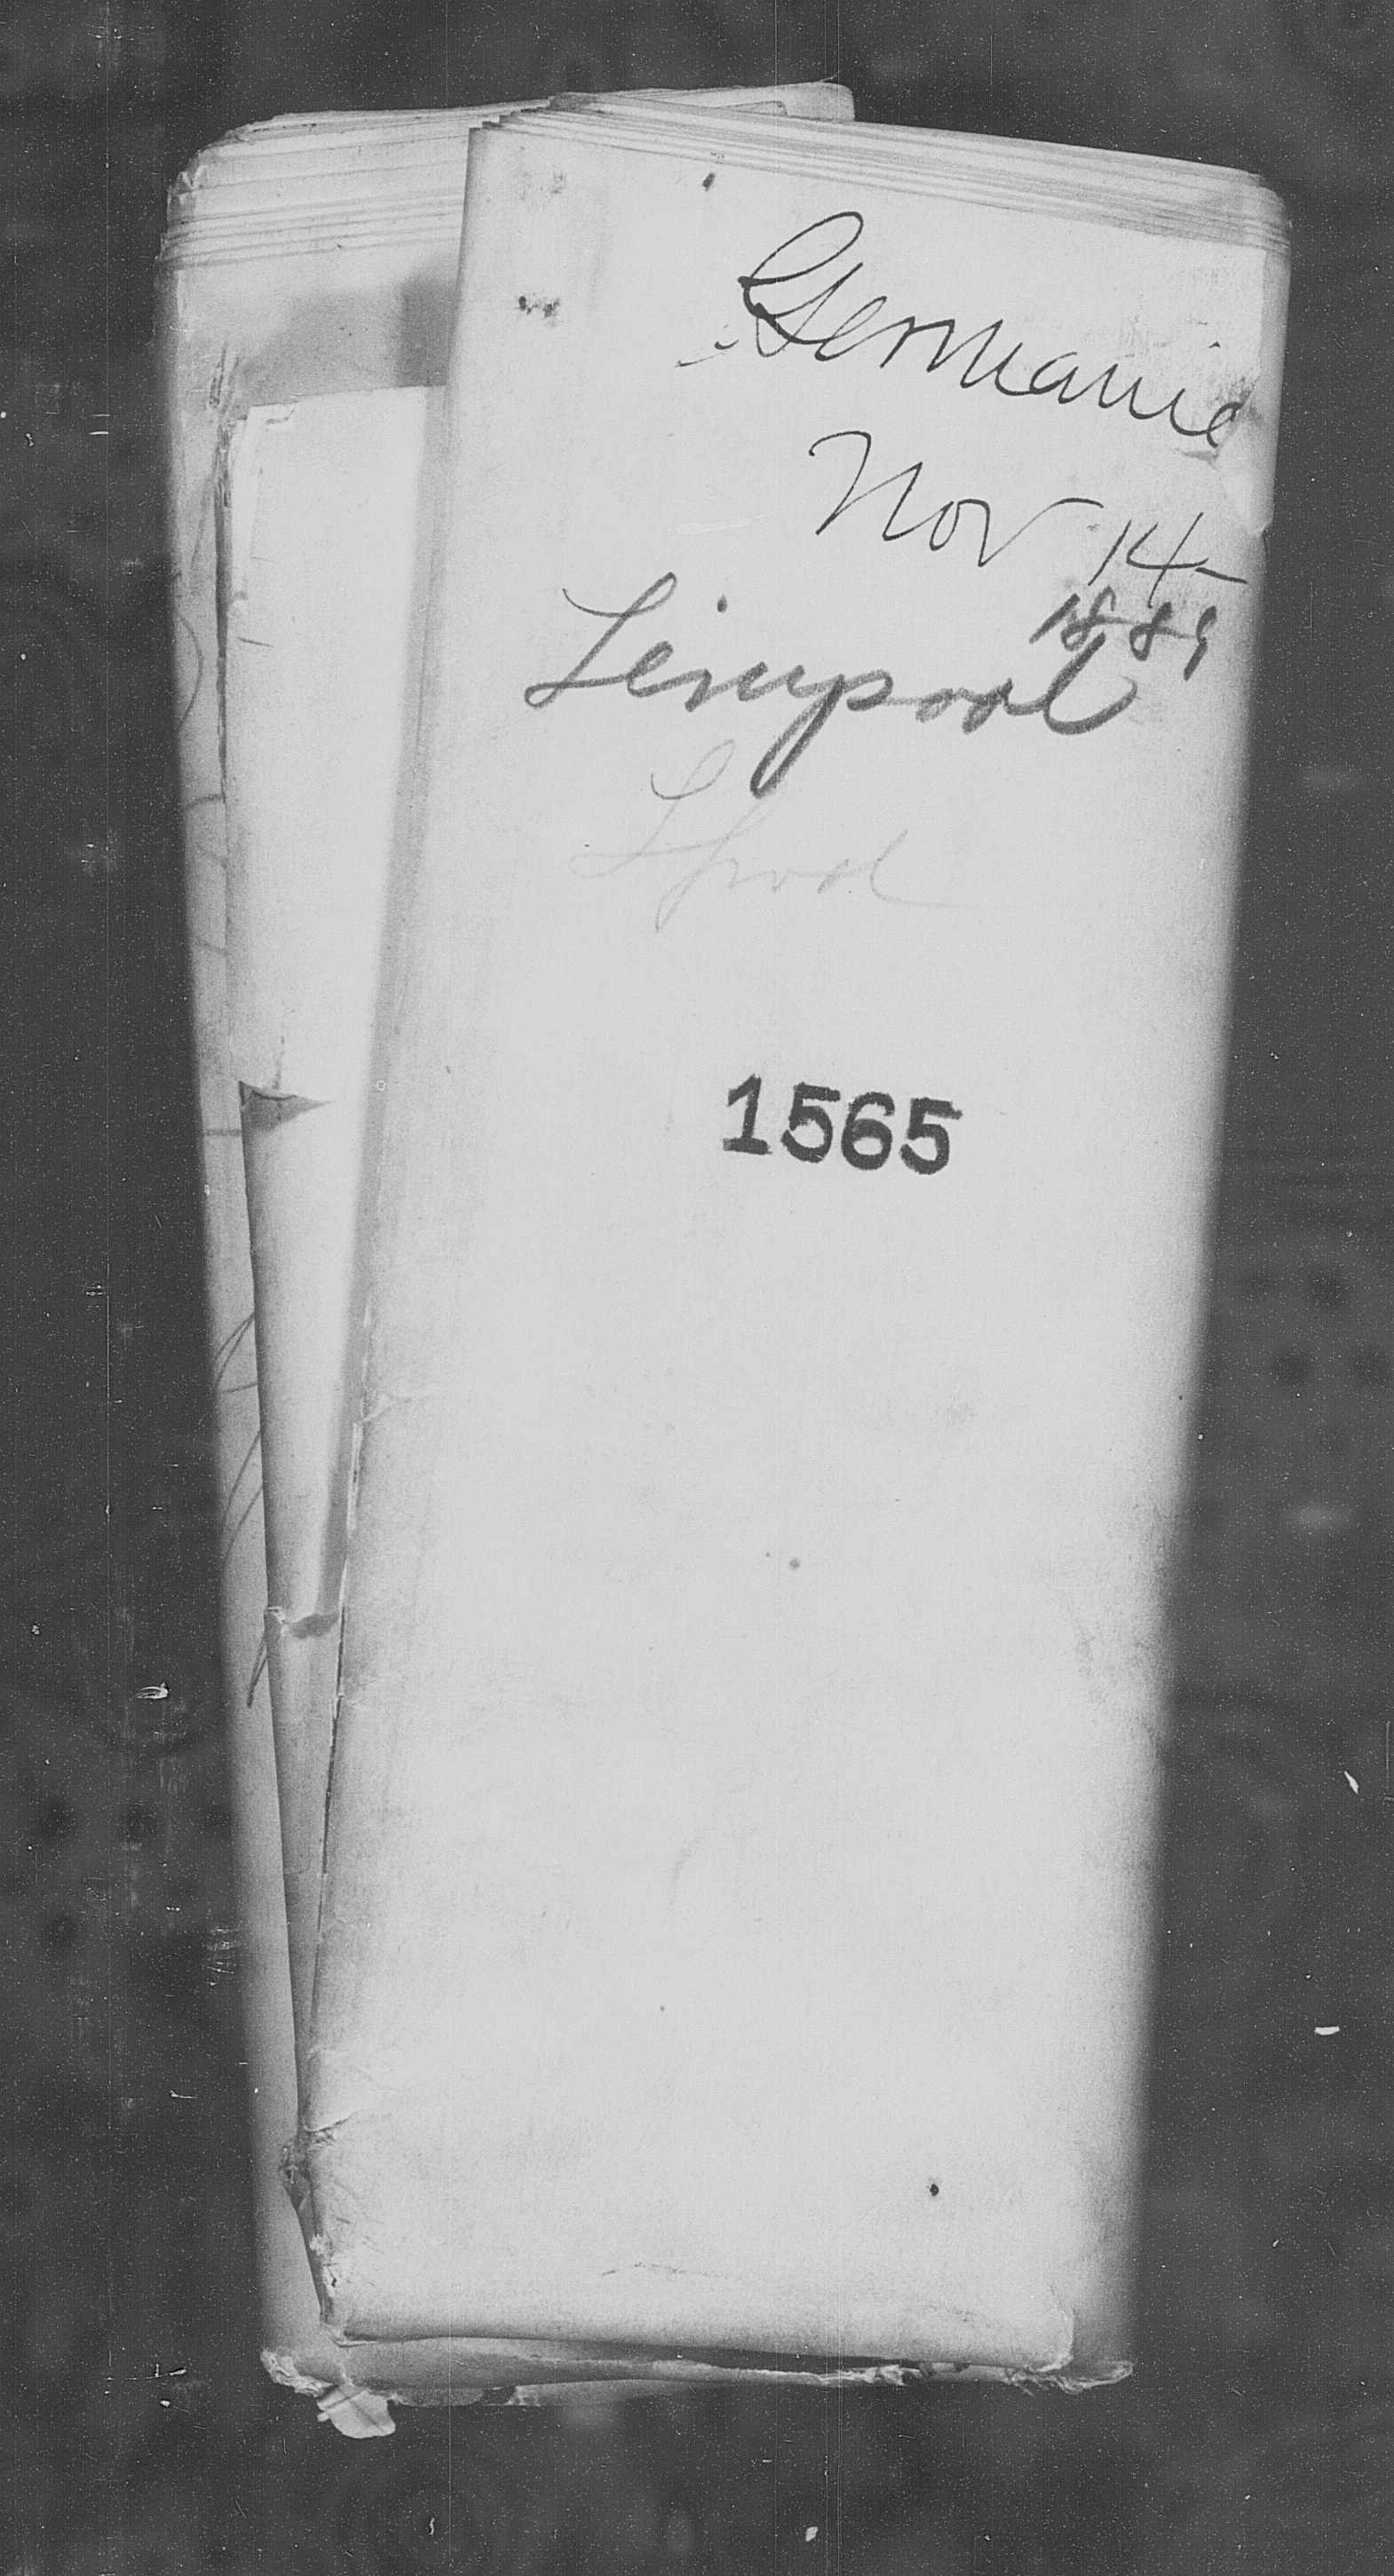 Germanic
Nov 14-
1889
Liverpool
Lpool
1565